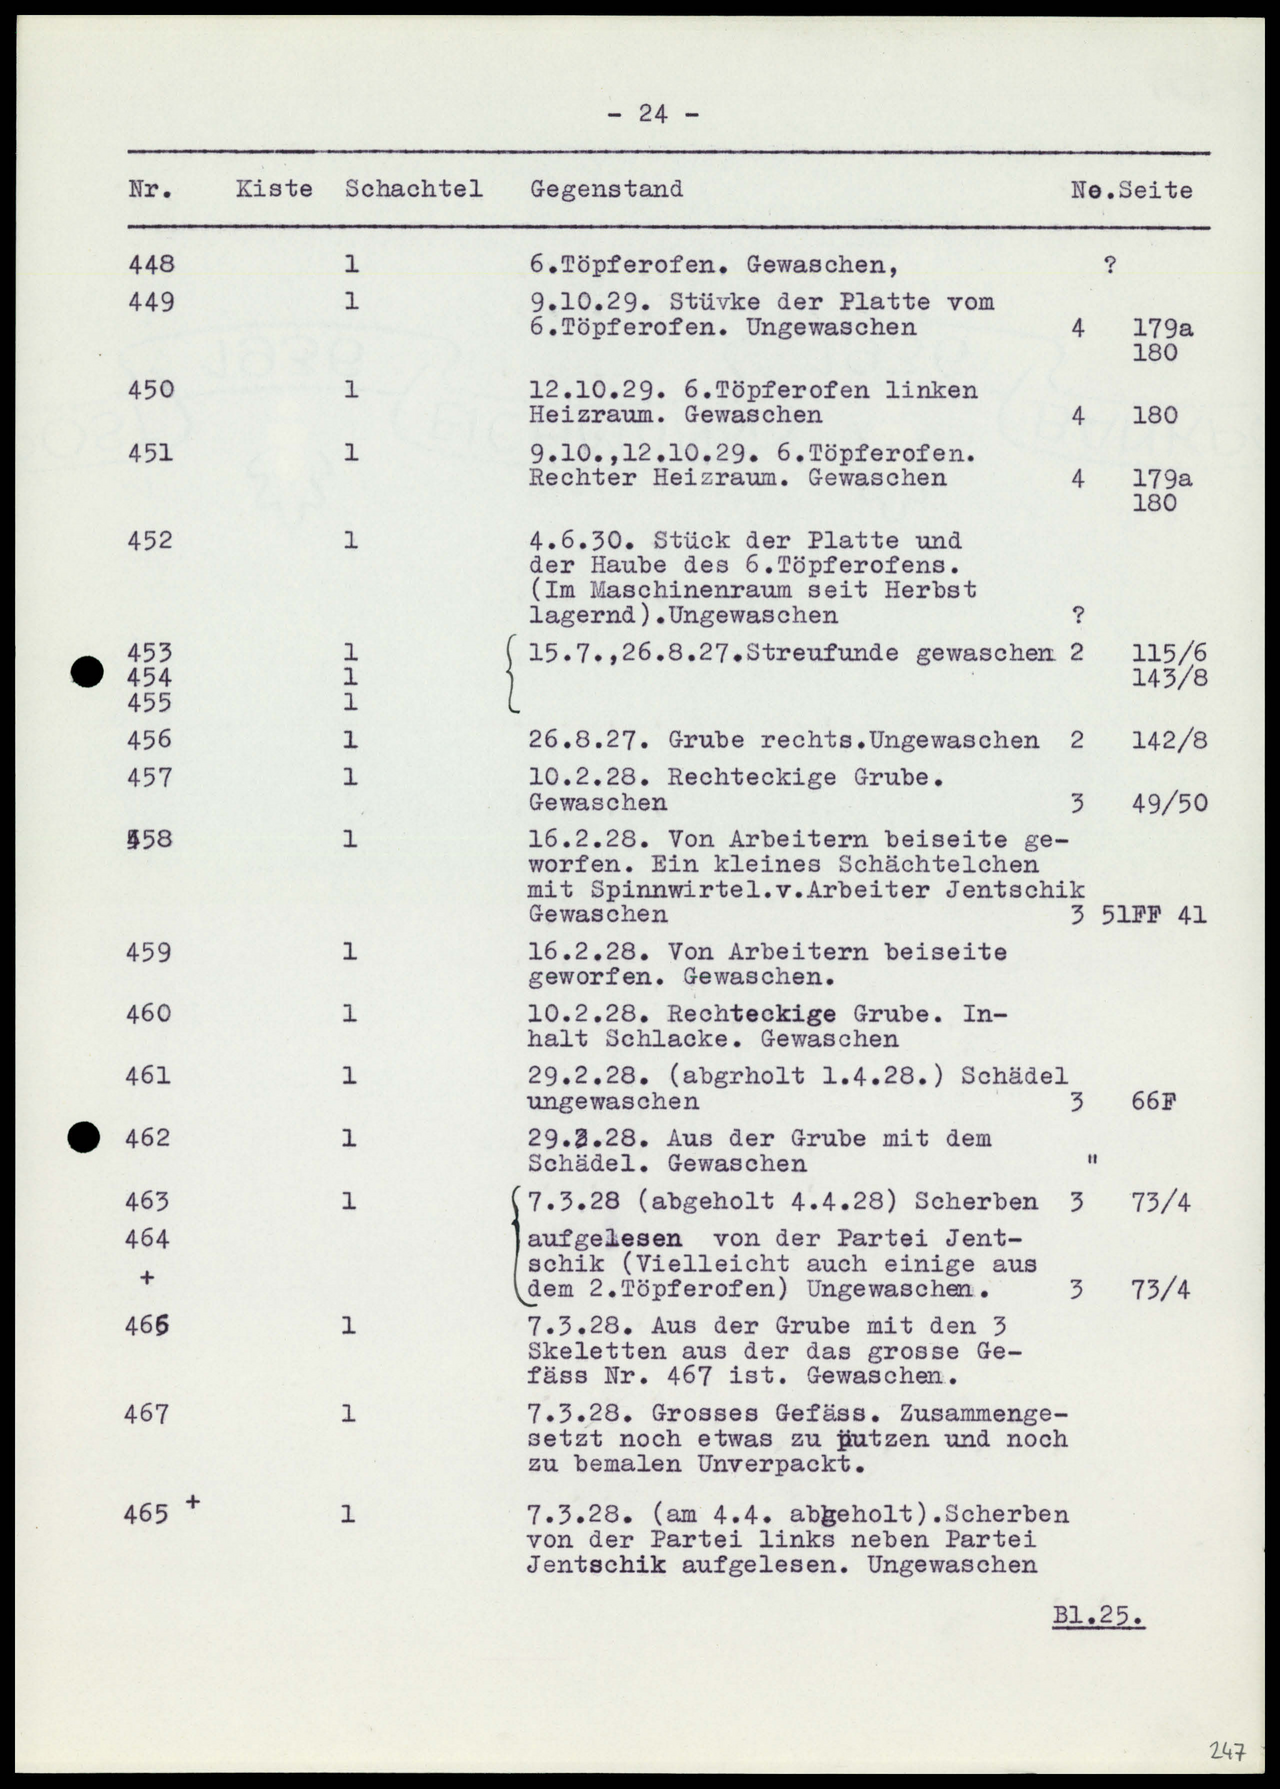 - 24 -
Nr. Kiste Schachtel Gegenstand No.Seite
448 1 6.Töpferofen. Gewaschen, ?
449 1 9.10.29. Stüvke der Platte vom
6.Töpferofen. Ungewaschen 4 179a
180
450 1 12.10.29. 6.Töpferofen linken
Heizraum. Gewaschen 4 180
451 1 9.10.,12.10.29. 6.Töpferofen.
Rechter Heizraum. Gewaschen 4 179a
180
452 1 4.6.30. Stück der Platte und
der Haube des 6.Töpferofens.
(Im Maschinenraum seit Herbst
lagernd).Ungewaschen ?
453 1 15.7.,26.8.27.Streufunde gewaschen 2 115/6
454 1 143/8
455 1
456 1 26.8.27. Grube rechts.Ungewaschen 2 142/8
457 1 10.2.28. Rechteckige Grube.
Gewaschen 3 49/50
458 1 16.2.28. Von Arbeitern beiseite ge-
worfen. Ein kleines Schächtelchen
mit Spinnwirtel.v.Arbeiter Jentschik
Gewaschen 3 51FF 41
459 1 16.2.28. Von Arbeitern beiseite
geworfen. Gewaschen.
460 1 10.2.28. Rechteckige Grube. In-
halt Schlacke. Gewaschen
461 1 29.2.28. (abgrholt 1.4.28.) Schädel
ungewaschen 3 66F
462 1 29.2.28. Aus der Grube mit dem
Schädel. Gewaschen "
463 1 7.3.28 (abgeholt 4.4.28) Scherben 3 73/4
464 aufgelesen von der Partei Jent-
schik (Vielleicht auch einige aus
+ dem 2.Töpferofen) Ungewaschen. 3 73/4
466 1 7.3.28. Aus der Grube mit den 3
Skeletten aus der das grosse Ge-
fäss Nr. 467 ist. Gewaschen.
467 1 7.3.28. Grosses Gefäss. Zusammenge-
setzt noch etwas zu putzen und noch
zu bemalen Unverpackt.
465 + 1 7.3.28. (am 4.4. abgeholt).Scherben
von der Partei links neben Partei
Jentschik aufgelesen. Ungewaschen
Bl.25.
247